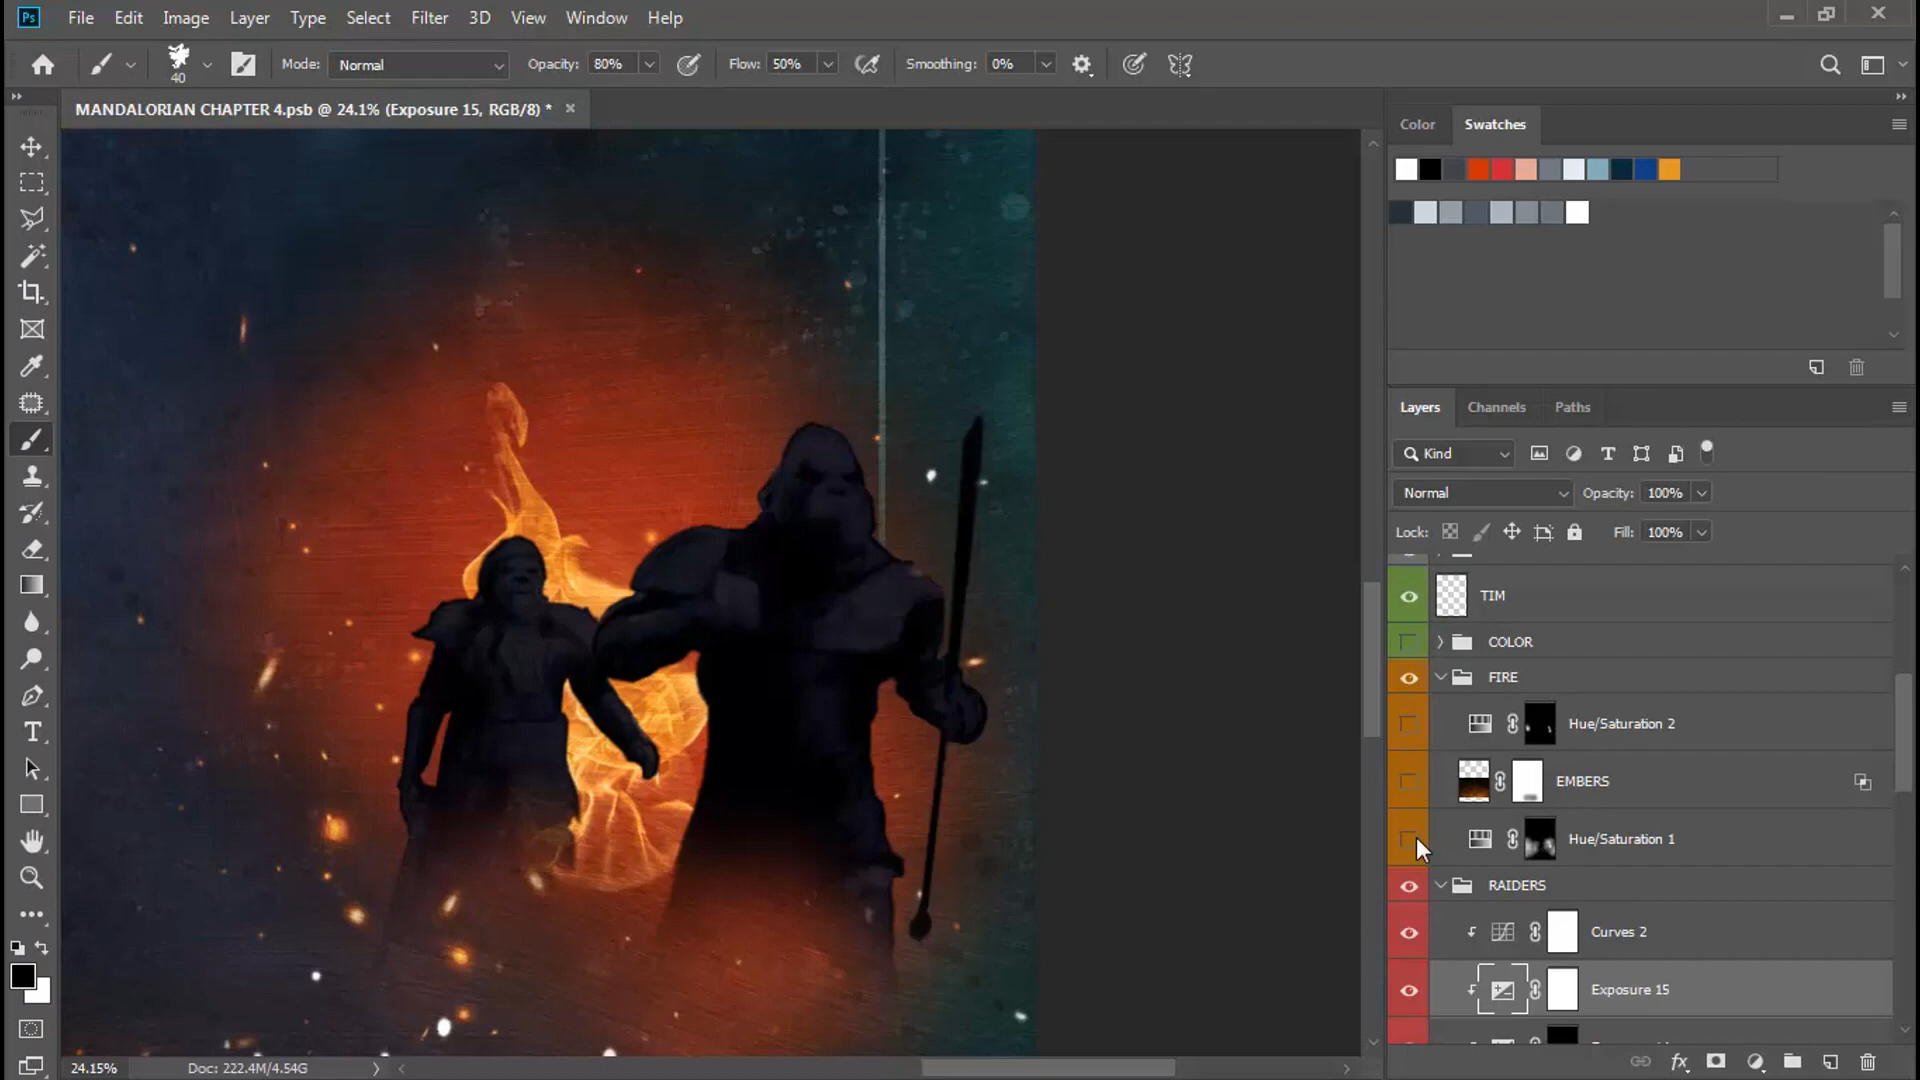 Ps File Edit Image Layer Type Select Filter 3D View Window Help
40 Mode: Normal Opacity: 80% Flow: 50% Smoothing: 0%
MANDALORIAN CHAPTER 4.psb @ 24.1% (Exposure 15, RGB/8) *
Color Swatches
Layers Channels Paths
Kind
Normal Opacity: 100%
Lock: Fill: 100%
TIM
COLOR
FIRE
Hue/Saturation 2
EMBERS
Hue/Saturation 1
RAIDERS
Curves 2
Exposure 15
24.15% Doc: 222.4M/4.54G